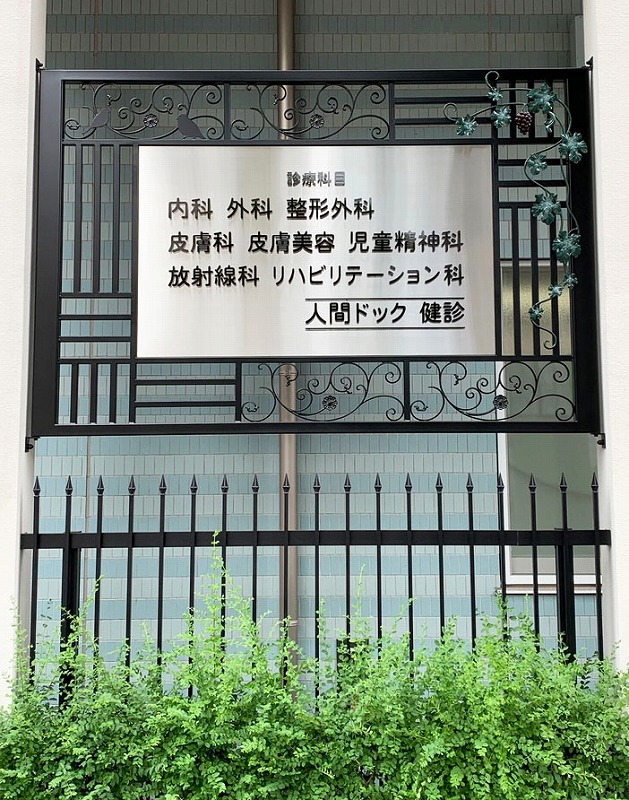 診療科目
内科 外科 整形外科
皮膚科 皮膚美容 児童精神科
放射線科 リハビリテーション科
人間ドック 健診